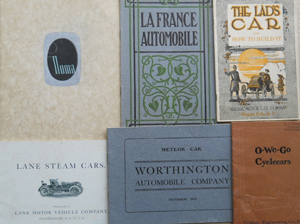 Noma
LA FRANCE
AUTOMOBILE
THE LAD'S
CAR
HOW TO BUILD IT
LANE STEAM CARS.
LANE MOTOR VEHICLE COMPANY
METEOR CAR
WORTHINGTON
AUTOMOBILE COMPANY
O-We-Go
Cyclecars